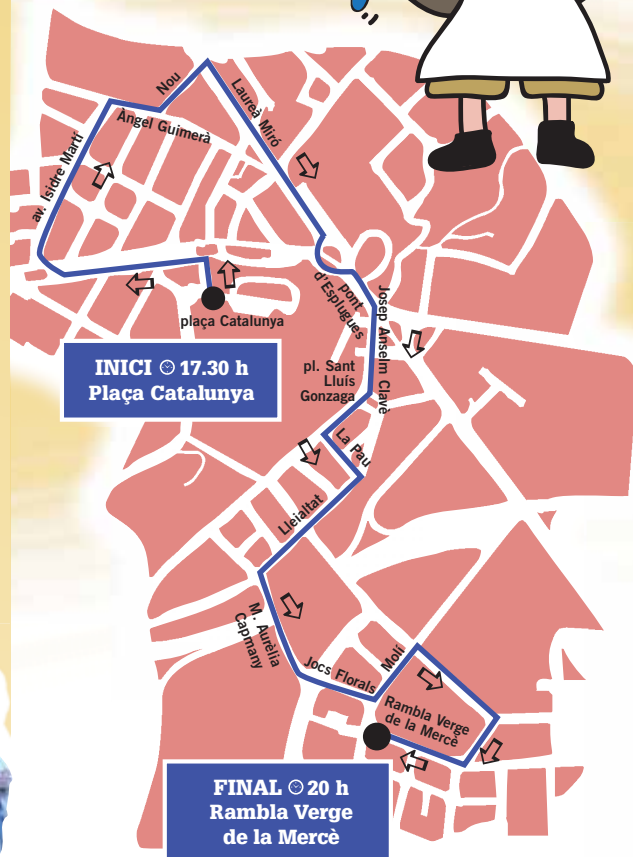 Nou
Laureà Miró
Àngel Guimerà
av. Isidre Martí
plaça Catalunya
pont
d'Esplugues
Josep Anselm Clavè
INICI 17.30 h
Plaça Catalunya
pl. Sant
Lluís
Gonzaga
La Pau
Lleialtat
M. Aurèlia
Capmany
Jocs Florals
Molí
Rambla Verge
de la Mercè
FINAL 20 h
Rambla Verge
de la Mercè